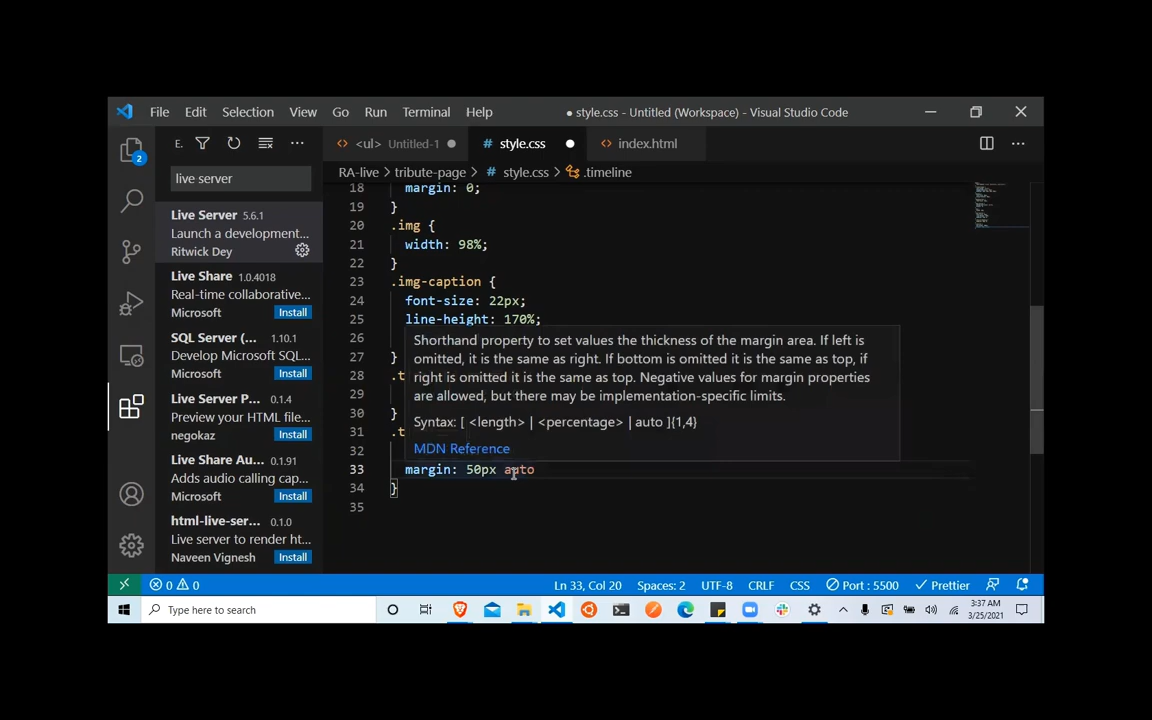 File Edit Selection View Go Run Terminal Help
● style.css - Untitled (Workspace) - Visual Studio Code
E.
<ul> Untitled-1
# style.css
<> index.html
RA-live > tribute-page > # style.css > .timeline
live server
Live Server 5.6.1
Launch a development...
Ritwick Dey
Live Share 1.0.4018
Real-time collaborative...
Microsoft Install
SQL Server (... 1.10.1
Develop Microsoft SQL...
Microsoft Install
Live Server P... 0.1.4
Preview your HTML file...
negokaz Install
Live Share Au... 0.1.91
Adds audio calling cap...
Microsoft Install
html-live-ser... 0.1.0
Live server to render ht...
Naveen Vignesh Install
2
18 margin: 0;
19 }
20 .img {
21 width: 98%;
22 }
23 .img-caption {
24 font-size: 22px;
25 line-height: 170%;
26
27 }
28 .t
29
30 }
31 .t
32
33 margin: 50px auto
34 }
35
Shorthand property to set values the thickness of the margin area. If left is
omitted, it is the same as right. If bottom is omitted it is the same as top, if
right is omitted it is the same as top. Negative values for margin properties
are allowed, but there may be implementation-specific limits.
Syntax: [ <length> | <percentage> | auto ]{1,4}
MDN Reference
0 0
Ln 33, Col 20 Spaces: 2 UTF-8 CRLF CSS Port : 5500 Prettier
Type here to search
3:37 AM
3/25/2021